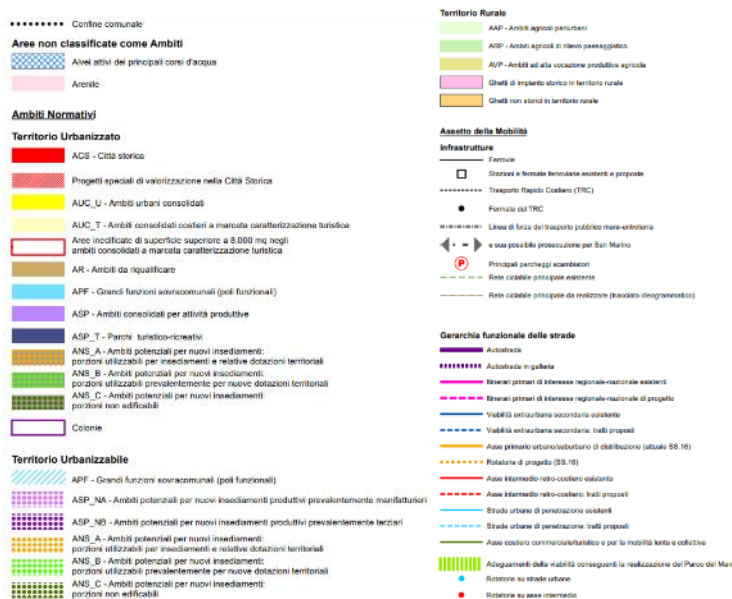 Confine comunale
Aree non classificate come Ambiti
Alvei attivi dei principali corsi d'acqua
Arenile
Ambiti Normativi
Territorio Urbanizzato
ACS - Città storica
Progetti speciali di valorizzazione nella Città Storica
AUC_U - Ambiti urbani consolidati
AUC_T - Ambiti consolidati costieri a marcata caratterizzazione turistica
Aree inedificate di superficie superiore a 8.000 mq negli
ambiti consolidati a marcata caratterizzazione turistica
AR - Ambiti da riqualificare
APF - Grandi funzioni sovracomunali (poli funzionali)
ASP - Ambiti consolidati per attività produttive
ASP_T - Parchi turistico-ricreativi
ANS_A - Ambiti potenziali per nuovi insediamenti:
porzioni utilizzabili per insediamenti e relative dotazioni territoriali
ANS_B - Ambiti potenziali per nuovi insediamenti:
porzioni utilizzabili prevalentemente per nuove dotazioni territoriali
ANS_C - Ambiti potenziali per nuovi insediamenti:
porzioni non edificabili
Colonie
Territorio Urbanizzabile
APF - Grandi funzioni sovracomunali (poli funzionali)
ASP_NA - Ambiti potenziali per nuovi insediamenti produttivi prevalentemente manifatturieri
ASP_NB - Ambiti potenziali per nuovi insediamenti produttivi prevalentemente terziari
ANS_A - Ambiti potenziali per nuovi insediamenti:
porzioni utilizzabili per insediamenti e relative dotazioni territoriali
ANS_B - Ambiti potenziali per nuovi insediamenti:
porzioni utilizzabili prevalentemente per nuove dotazioni territoriali
ANS_C - Ambiti potenziali per nuovi insediamenti:
porzioni non edificabili
Territorio Rurale
AAP - Ambiti agricoli periurbani
ARP - Ambiti agricoli di rilievo paesaggistico
AVP - Ambiti ad alta vocazione produttiva agricola
Ghetti di impianto storico in territorio rurale
Ghetti non storici in territorio rurale
Assetto della Mobilità
Infrastrutture
Ferrovie
Stazioni e fermate ferroviarie esistenti e proposte
Trasporto Rapido Costiero (TRC)
Fermate del TRC
Linea di forza del trasporto pubblico mare-entroterra
e sua possibile prosecuzione per San Marino
P Principali parcheggi scambiatori
Rete ciclabile principale esistente
Rete ciclabile principale da realizzare (tracciato ideogrammatico)
Gerarchia funzionale delle strade
Autostrada
Autostrada in galleria
Itinerari primari di interesse regionale-nazionale esistenti
Itinerari primari di interesse regionale-nazionale di progetto
Viabilità extraurbana secondaria esistente
Viabilità extraurbana secondaria: tratti proposti
Asse primario urbano/suburbano di distribuzione (attuale SS.16)
Rotatorie di progetto (SS.16)
Asse intermedio retro-costiero esistente
Asse intermedio retro-costiero: tratti proposti
Strade urbane di penetrazione esistenti
Strade urbane di penetrazione: tratti proposti
Asse costiero commerciale/turistico e per la mobilità lenta e collettiva
Adeguamenti della viabilità conseguenti la realizzazione del Parco del Mare
Rotatorie su strade urbane
Rotatorie su asse intermedio